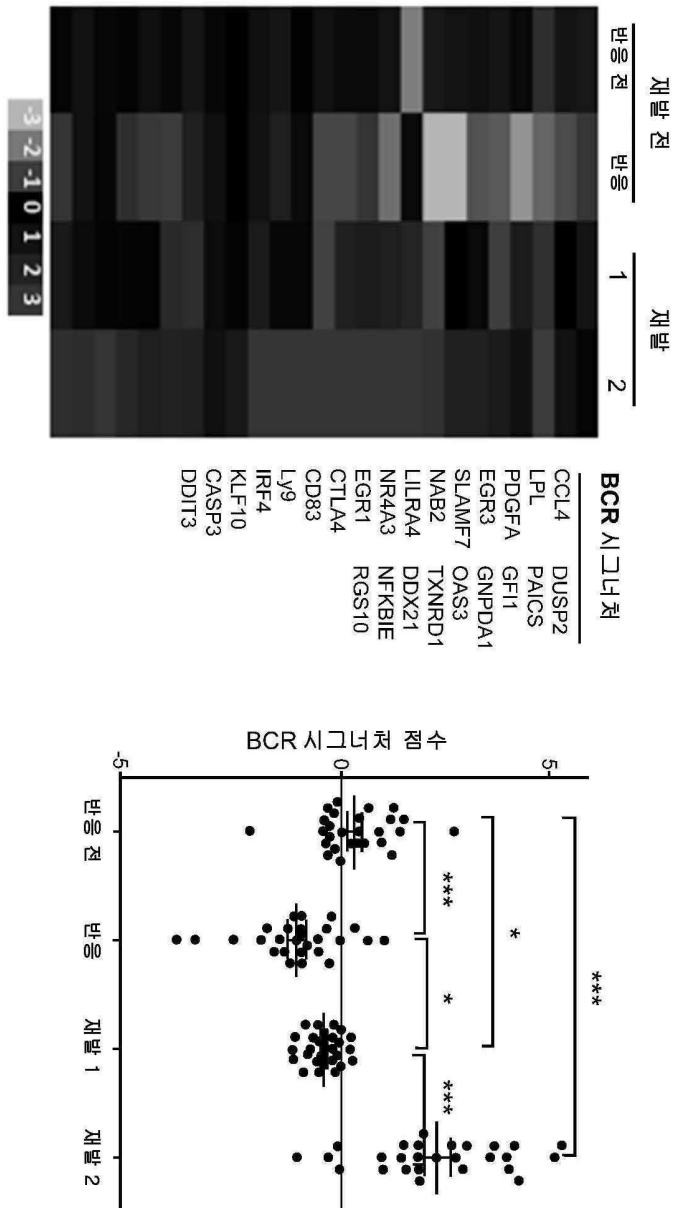 재발 전 재발
반응 전 반응 1 2
BCR 시그너처
CCL4 DUSP2
LPL PAICS
PDGFA GFI1
EGR3 GNPDA1
SLAMF7 OAS3
NAB2 TXNRD1
LILRA4 DDX21
NR4A3 NFKBIE
EGR1 RGS10
CTLA4
CD83
Ly9
IRF4
KLF10
CASP3
DDIT3
-3 -2 -1 0 1 2 3
BCR 시그너처 점수
***
*
*** * ***
5
0
-5
반응 전 반응 재발 1 재발 2